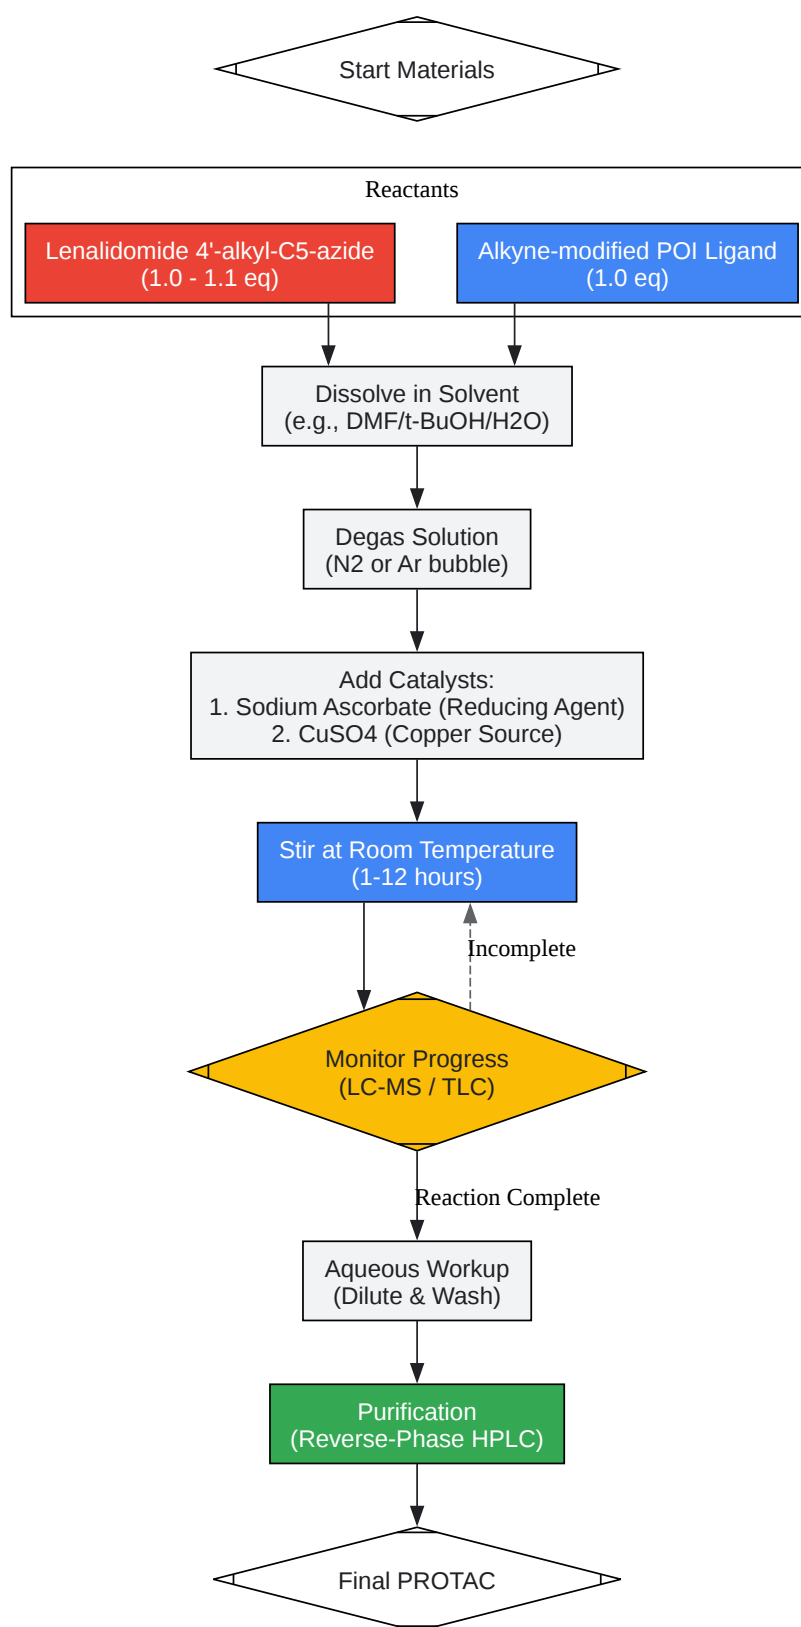 Start Materials
Reactants
Lenalidomide 4'-alkyl-C5-azide
(1.0 - 1.1 eq)
Alkyne-modified POI Ligand
(1.0 eq)
Dissolve in Solvent
(e.g., DMF/t-BuOH/H2O)
Degas Solution
(N2 or Ar bubble)
Add Catalysts:
1. Sodium Ascorbate (Reducing Agent)
2. CuSO4 (Copper Source)
Stir at Room Temperature
(1-12 hours)
Incomplete
Monitor Progress
(LC-MS / TLC)
Reaction Complete
Aqueous Workup
(Dilute & Wash)
Purification
(Reverse-Phase HPLC)
Final PROTAC